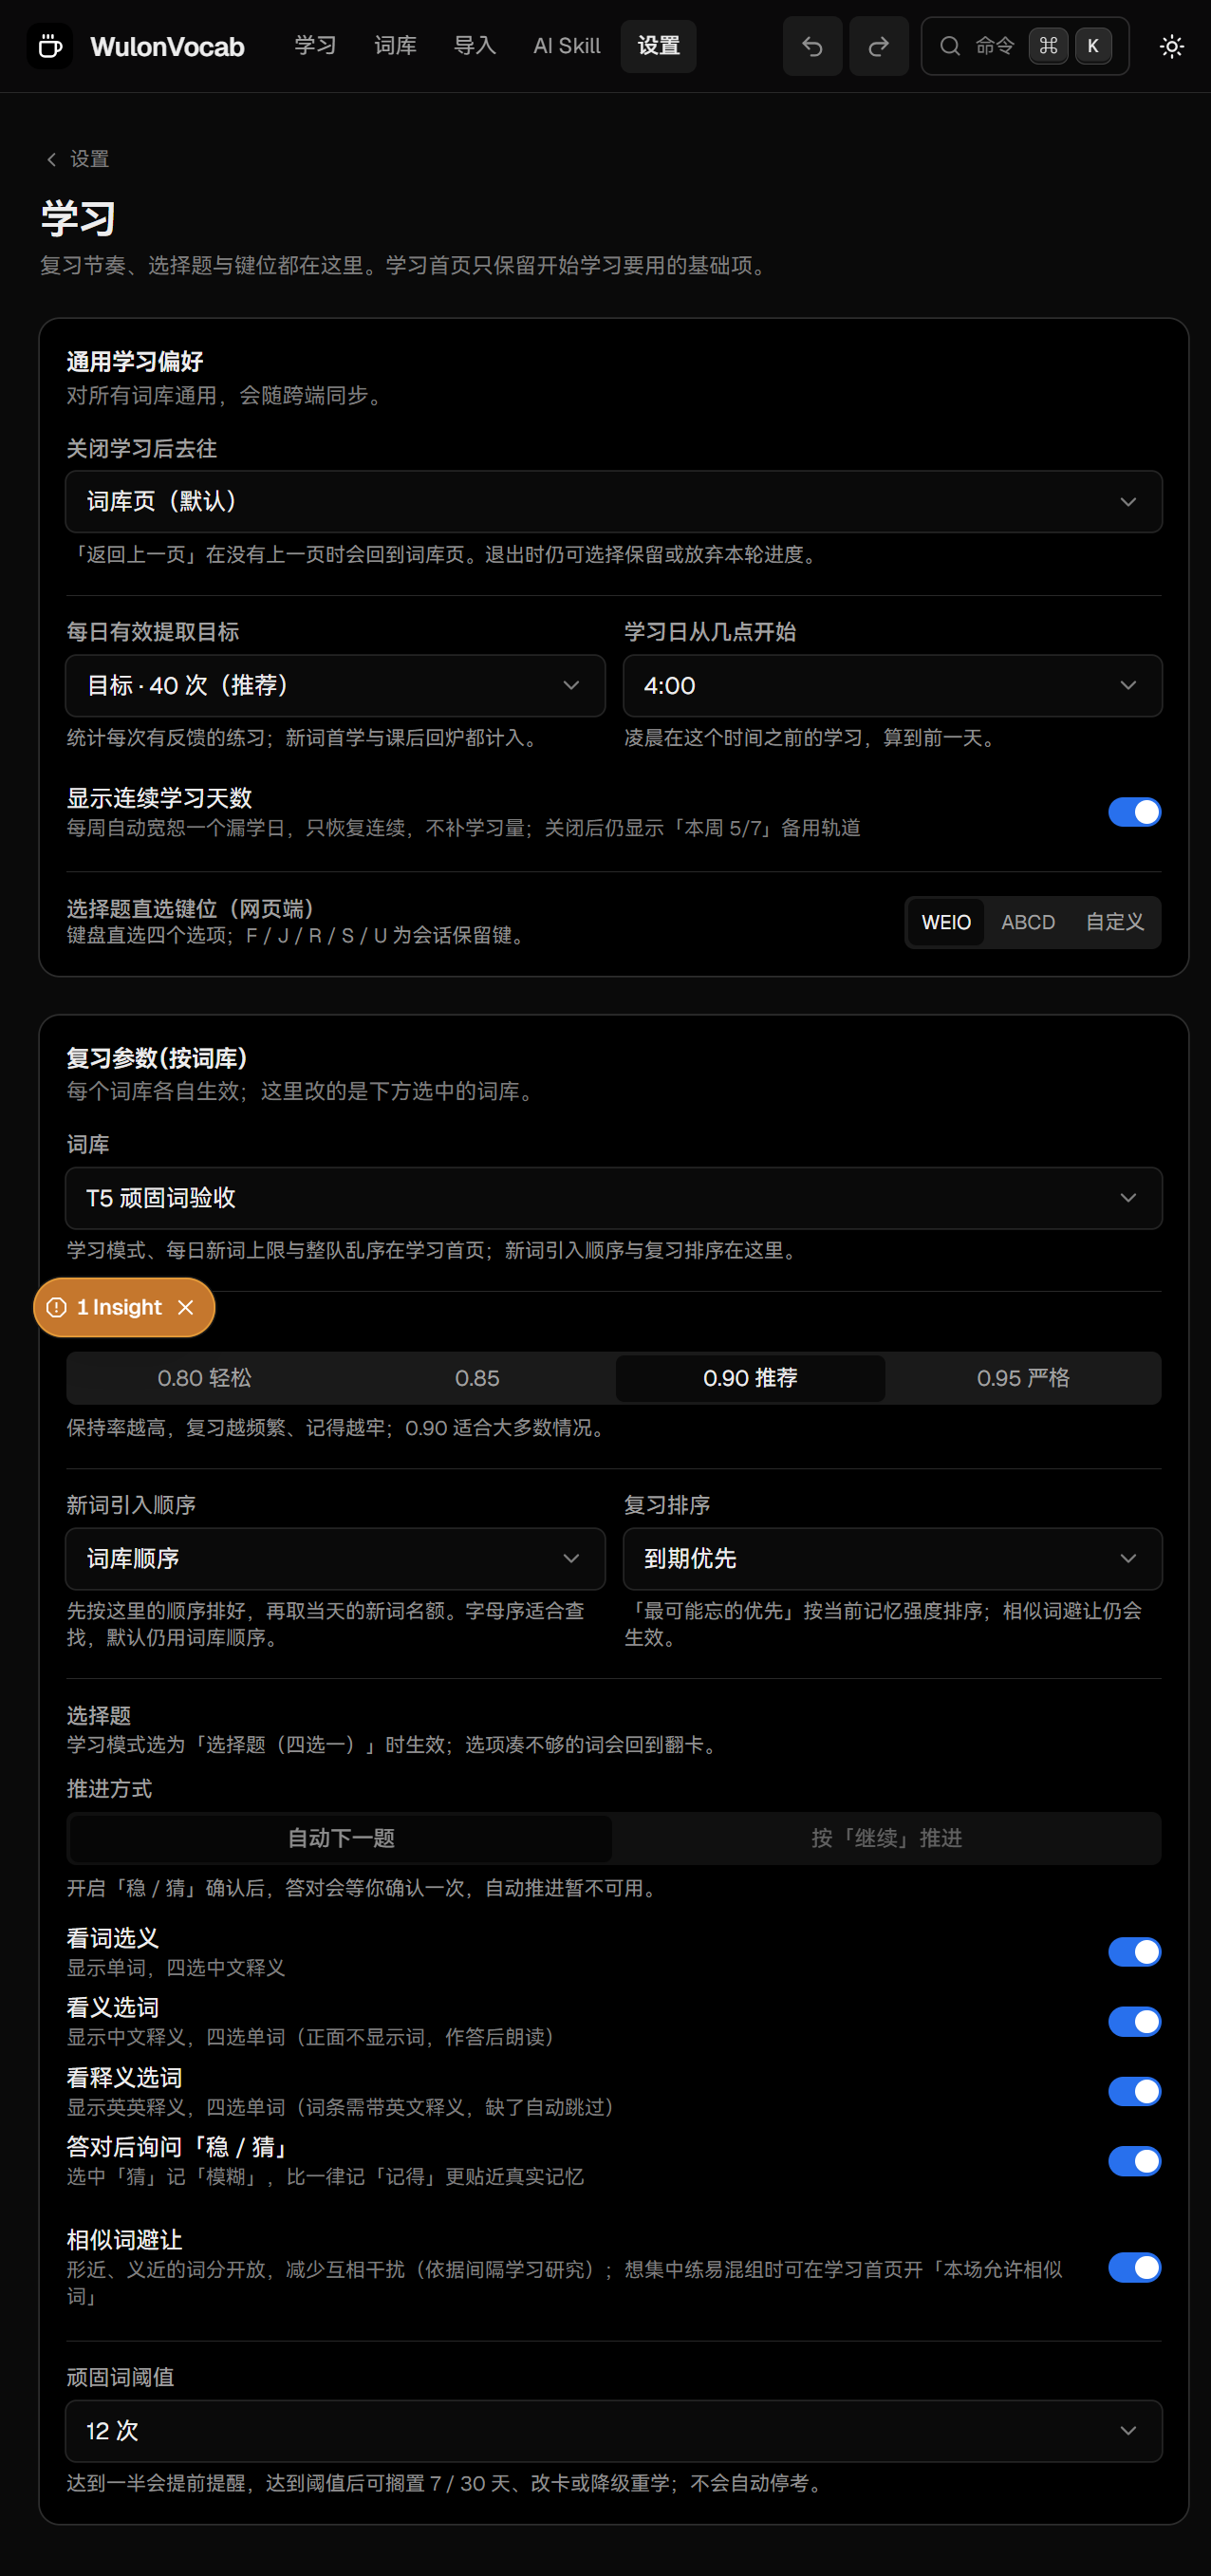 WulonVocab 学习 词库 导入 AI Skill 设置 命令 ⌘ K
设置
学习
复习节奏、选择题与键位都在这里。学习首页只保留开始学习要用的基础项。
通用学习偏好
对所有词库通用，会随跨端同步。
关闭学习后去往
词库页（默认）
「返回上一页」在没有上一页时会回到词库页。退出时仍可选择保留或放弃本轮进度。
每日有效提取目标
目标 · 40 次（推荐）
统计每次有反馈的练习；新词首学与课后回炉都计入。
学习日从几点开始
4:00
凌晨在这个时间之前的学习，算到前一天。
显示连续学习天数
每周自动宽恕一个漏学日，只恢复连续，不补学习量；关闭后仍显示「本周 5/7」备用轨道
选择题直选键位（网页端）
键盘直选四个选项；F / J / R / S / U 为会话保留键。
WEIO ABCD 自定义
复习参数(按词库)
每个词库各自生效；这里改的是下方选中的词库。
词库
T5 顽固词验收
学习模式、每日新词上限与整队乱序在学习首页；新词引入顺序与复习排序在这里。
1 Insight
0.80 轻松 0.85 0.90 推荐 0.95 严格
保持率越高，复习越频繁、记得越牢；0.90 适合大多数情况。
新词引入顺序
词库顺序
先按这里的顺序排好，再取当天的新词名额。字母序适合查
找，默认仍用词库顺序。
复习排序
到期优先
「最可能忘的优先」按当前记忆强度排序；相似词避让仍会
生效。
选择题
学习模式选为「选择题（四选一）」时生效；选项凑不够的词会回到翻卡。
推进方式
自动下一题 按「继续」推进
开启「稳 / 猜」确认后，答对会等你确认一次，自动推进暂不可用。
看词选义
显示单词，四选中文释义
看义选词
显示中文释义，四选单词（正面不显示词，作答后朗读）
看释义选词
显示英英释义，四选单词（词条需带英文释义，缺了自动跳过）
答对后询问「稳 / 猜」
选中「猜」记「模糊」，比一律记「记得」更贴近真实记忆
相似词避让
形近、义近的词分开放，减少互相干扰（依据间隔学习研究）；想集中练易混组时可在学习首页开「本场允许相似
词」
顽固词阈值
12 次
达到一半会提前提醒，达到阈值后可搁置 7 / 30 天、改卡或降级重学；不会自动停考。